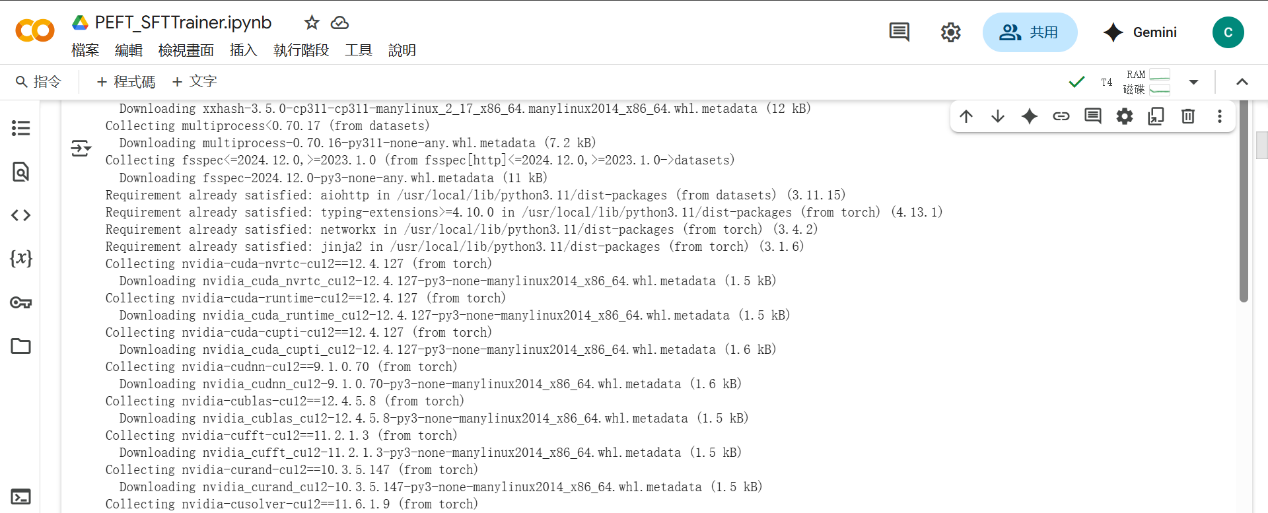 PEFT_SFTTrainer.ipynb
檔案 編輯 檢視畫面 插入 執行階段 工具 說明
共用
Gemini
C
指令 + 程式碼 + 文字
T4
RAM
磁碟
Downloading xxhash-3.5.0-cp311-cp311-manylinux_2_17_x86_64.manylinux2014_x86_64.whl.metadata (12 kB)
Collecting multiprocess<0.70.17 (from datasets)
Downloading multiprocess-0.70.16-py311-none-any.whl.metadata (7.2 kB)
Collecting fsspec<=2024.12.0,>=2023.1.0 (from fsspec[http]<=2024.12.0,>=2023.1.0->datasets)
Downloading fsspec-2024.12.0-py3-none-any.whl.metadata (11 kB)
Requirement already satisfied: aiohttp in /usr/local/lib/python3.11/dist-packages (from datasets) (3.11.15)
Requirement already satisfied: typing-extensions>=4.10.0 in /usr/local/lib/python3.11/dist-packages (from torch) (4.13.1)
Requirement already satisfied: networkx in /usr/local/lib/python3.11/dist-packages (from torch) (3.4.2)
Requirement already satisfied: jinja2 in /usr/local/lib/python3.11/dist-packages (from torch) (3.1.6)
Collecting nvidia-cuda-nvrtc-cu12==12.4.127 (from torch)
Downloading nvidia_cuda_nvrtc_cu12-12.4.127-py3-none-manylinux2014_x86_64.whl.metadata (1.5 kB)
Collecting nvidia-cuda-runtime-cu12==12.4.127 (from torch)
Downloading nvidia_cuda_runtime_cu12-12.4.127-py3-none-manylinux2014_x86_64.whl.metadata (1.5 kB)
Collecting nvidia-cuda-cupti-cu12==12.4.127 (from torch)
Downloading nvidia_cuda_cupti_cu12-12.4.127-py3-none-manylinux2014_x86_64.whl.metadata (1.6 kB)
Collecting nvidia-cudnn-cu12==9.1.0.70 (from torch)
Downloading nvidia_cudnn_cu12-9.1.0.70-py3-none-manylinux2014_x86_64.whl.metadata (1.6 kB)
Collecting nvidia-cublas-cu12==12.4.5.8 (from torch)
Downloading nvidia_cublas_cu12-12.4.5.8-py3-none-manylinux2014_x86_64.whl.metadata (1.5 kB)
Collecting nvidia-cufft-cu12==11.2.1.3 (from torch)
Downloading nvidia_cufft_cu12-11.2.1.3-py3-none-manylinux2014_x86_64.whl.metadata (1.5 kB)
Collecting nvidia-curand-cu12==10.3.5.147 (from torch)
Downloading nvidia_curand_cu12-10.3.5.147-py3-none-manylinux2014_x86_64.whl.metadata (1.5 kB)
Collecting nvidia-cusolver-cu12==11.6.1.9 (from torch)